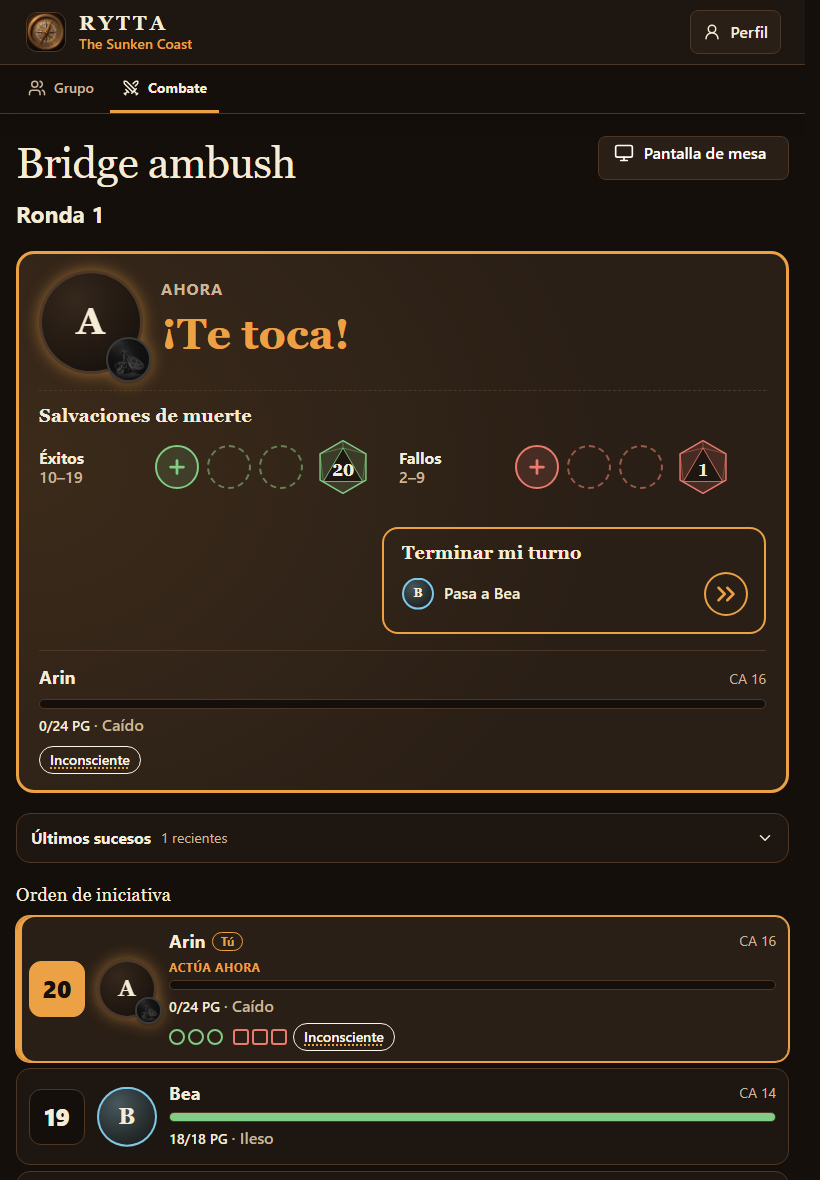 RYTTA
The Sunken Coast
Perfil
Grupo
Combate
Bridge ambush
Pantalla de mesa
Ronda 1
A
AHORA
¡Te toca!
Salvaciones de muerte
Éxitos
10–19
20
Fallos
2–9
1
Terminar mi turno
B
Pasa a Bea
Arin
CA 16
0/24 PG · Caído
Inconsciente
Últimos sucesos 1 recientes
Orden de iniciativa
20
A
Arin Tú
CA 16
ACTÚA AHORA
0/24 PG · Caído
Inconsciente
19
B
Bea
CA 14
18/18 PG · Ileso